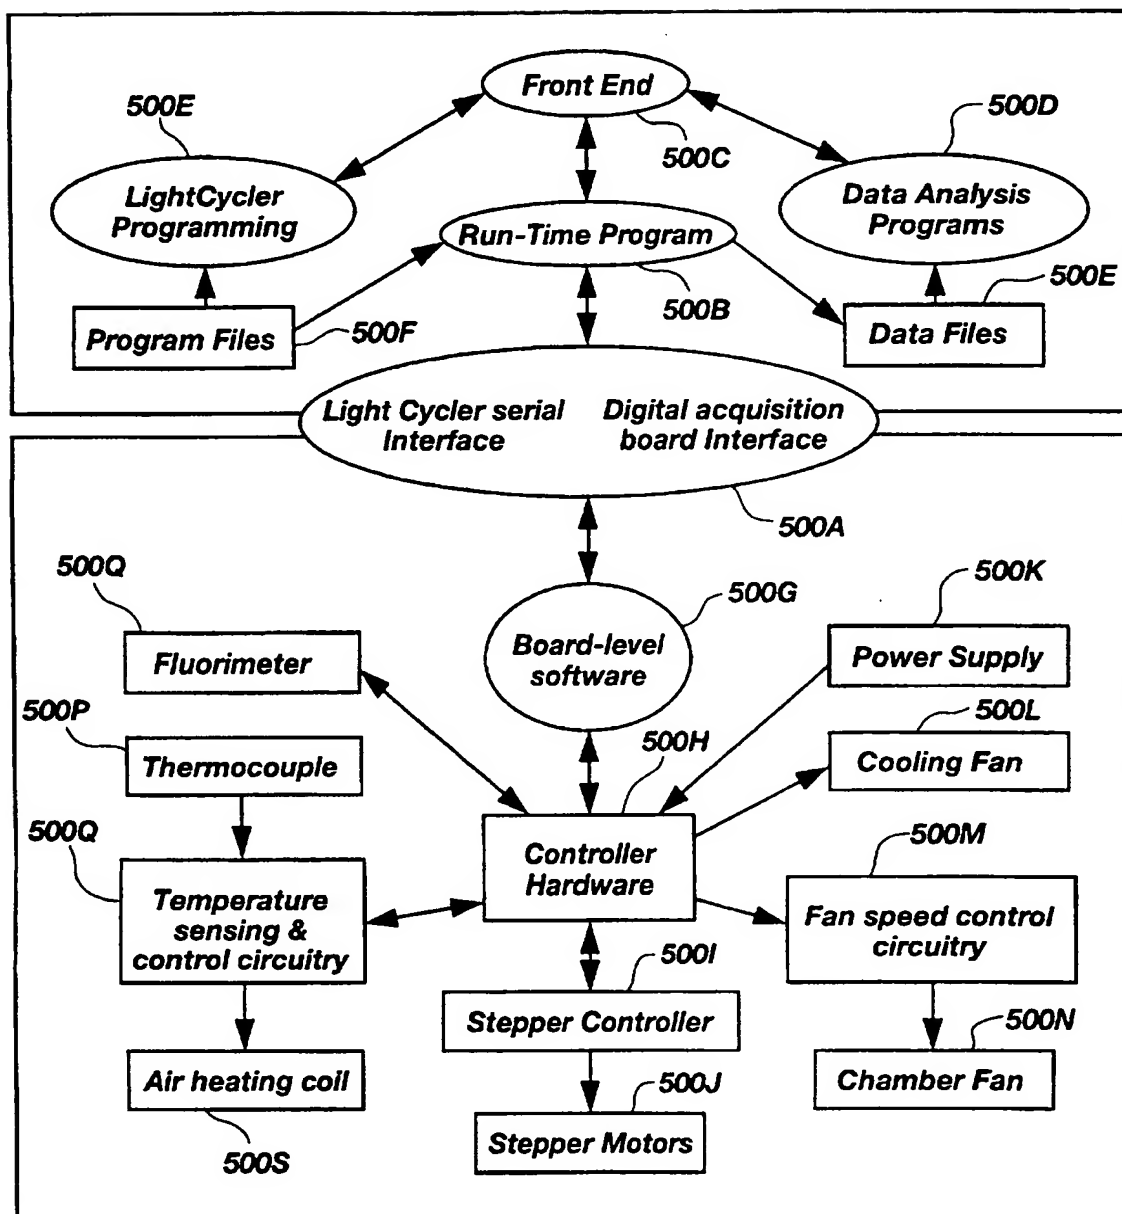 Front End
500E
500D
500C
LightCycler
Programming
Data Analysis
Programs
Run-Time Program
500B
500E
Program Files
500F
Data Files
Light Cycler serial
Interface
Digital acquisition
board Interface
500A
500Q
500G
500K
Fluorimeter
Board-level
software
Power Supply
500P
500H
500L
Thermocouple
Cooling Fan
500Q
500M
Controller
Hardware
Temperature
sensing &
control circuitry
Fan speed control
circuitry
500I
Stepper Controller
500N
Air heating coil
Chamber Fan
500J
Stepper Motors
500S